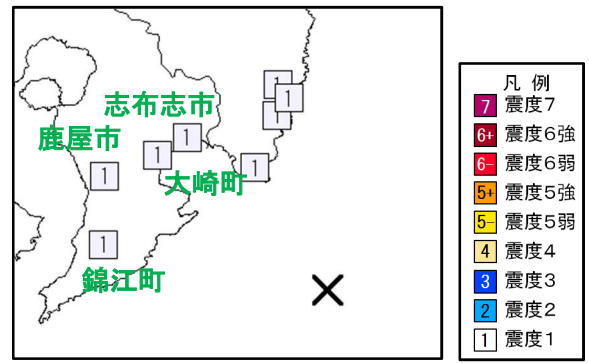 志布志市
鹿屋市
大崎町
錦江町
1
1
1
1
1
1
1
1
凡 例
7 震度7
6+ 震度6強
6- 震度6弱
5+ 震度5強
5- 震度5弱
4 震度4
3 震度3
2 震度2
1 震度1